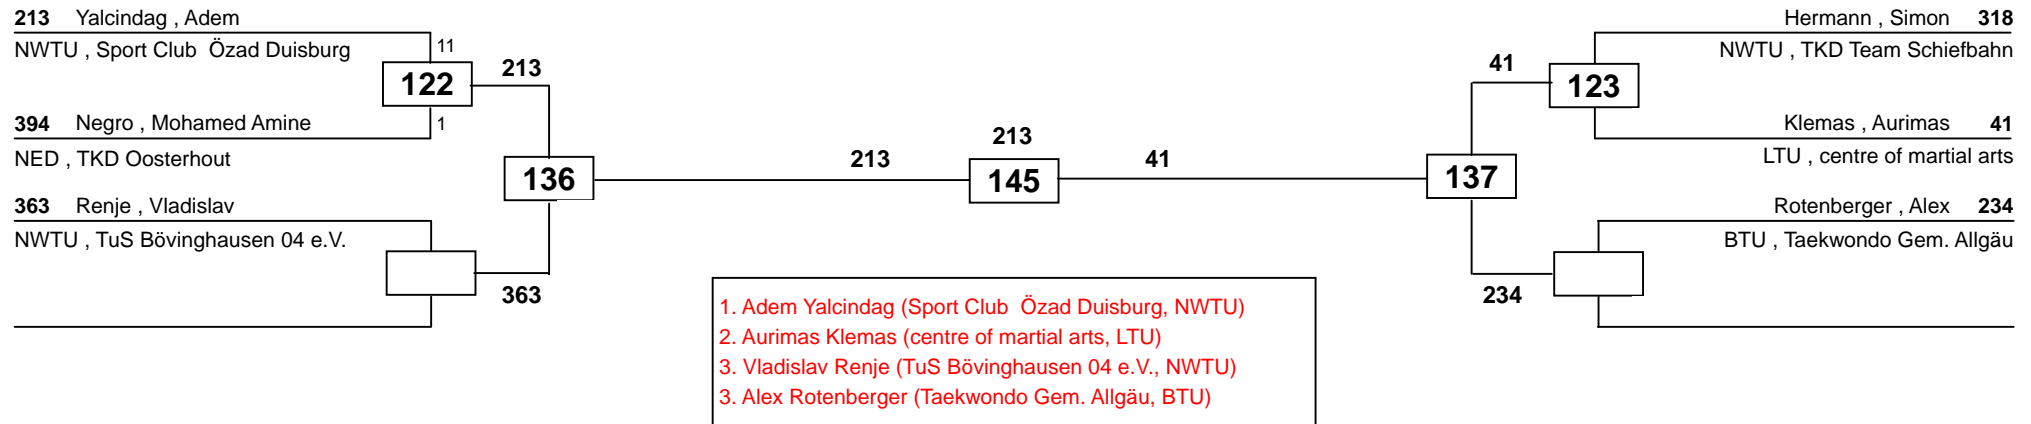 213 Yalcindag , Adem
NWTU , Sport Club Özad Duisburg
11
122
213
394 Negro , Mohamed Amine
1
NED , TKD Oosterhout
136
363 Renje , Vladislav
NWTU , TuS Bövinghausen 04 e.V.
363
213
213
145
41
Hermann , Simon 318
NWTU , TKD Team Schiefbahn
41
123
Klemas , Aurimas 41
LTU , centre of martial arts
137
Rotenberger , Alex 234
BTU , Taekwondo Gem. Allgäu
234
1. Adem Yalcindag (Sport Club Özad Duisburg, NWTU)
2. Aurimas Klemas (centre of martial arts, LTU)
3. Vladislav Renje (TuS Bövinghausen 04 e.V., NWTU)
3. Alex Rotenberger (Taekwondo Gem. Allgäu, BTU)